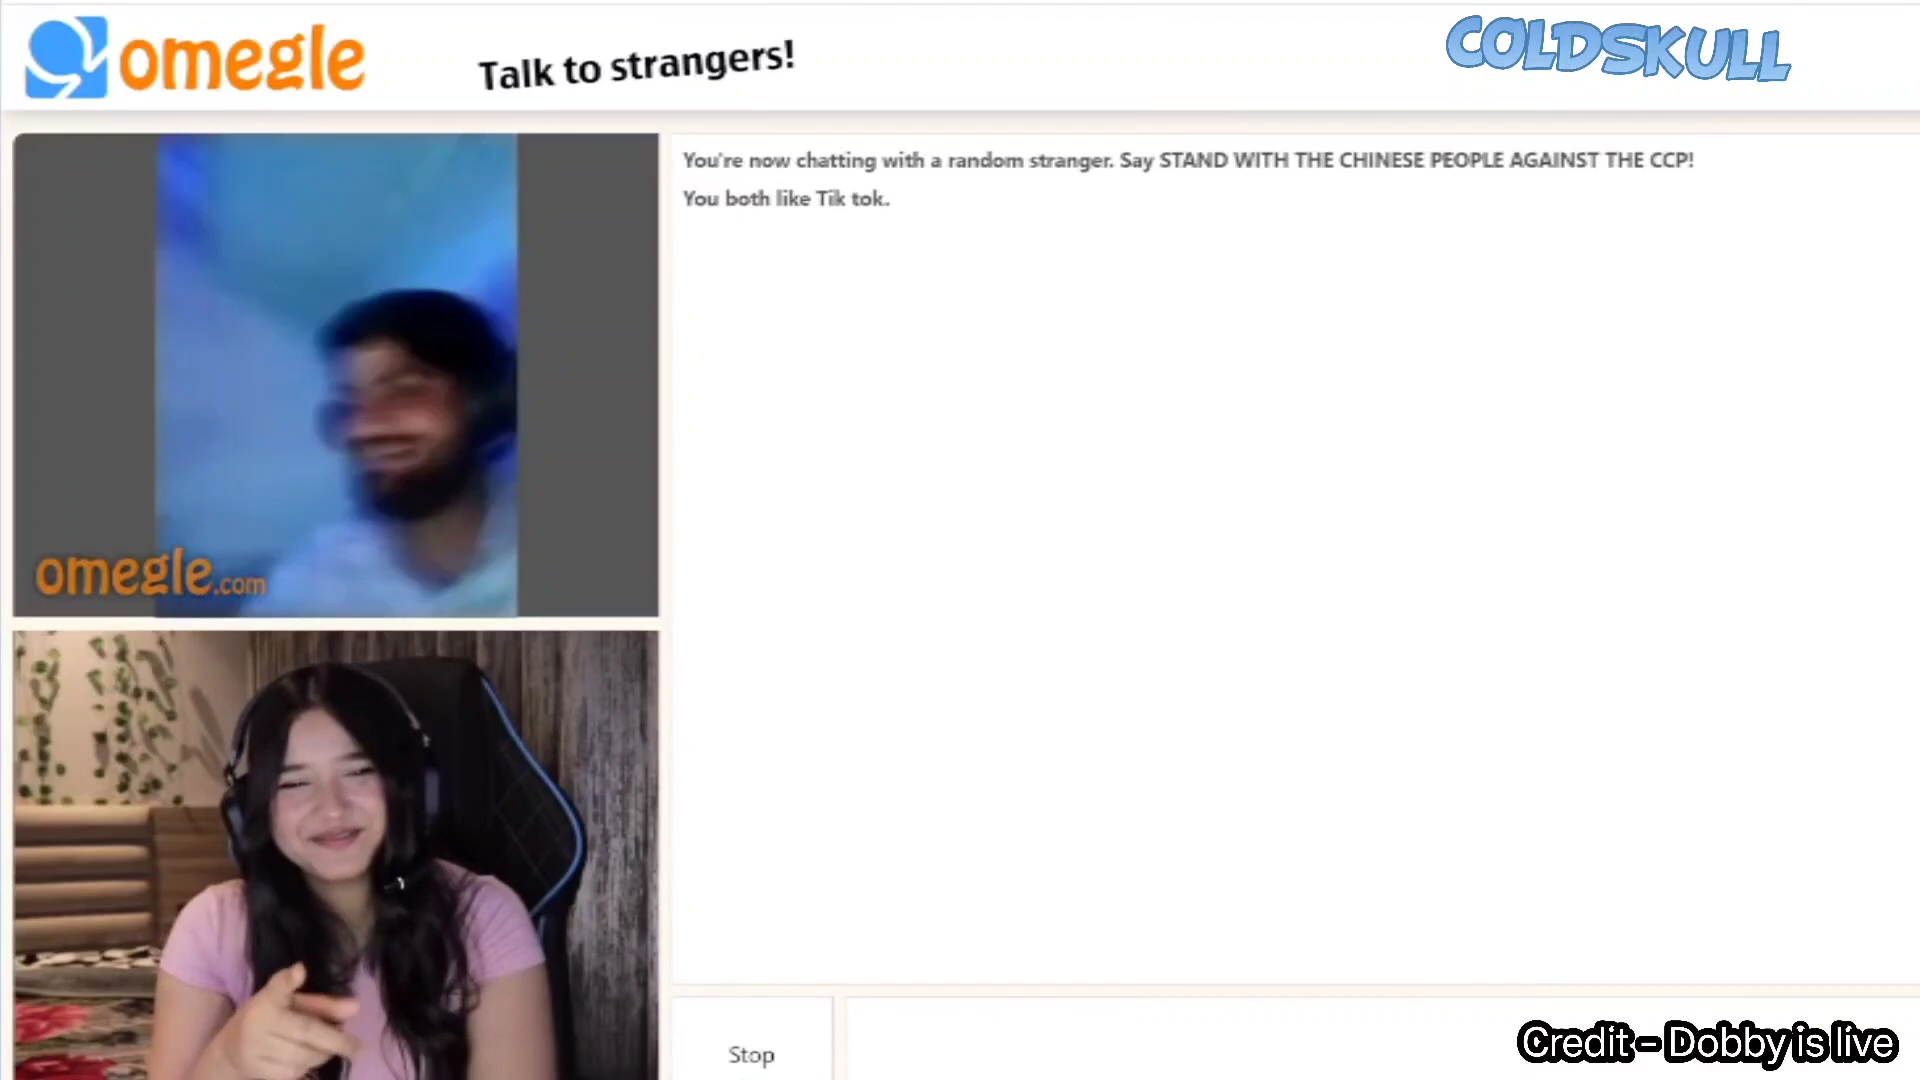 omegle
Talk to strangers!
COLDSKULL
You're now chatting with a random stranger. Say STAND WITH THE CHINESE PEOPLE AGAINST THE CCP!
You both like Tik tok.
omegle.com
Stop
Credit - Dobby is live